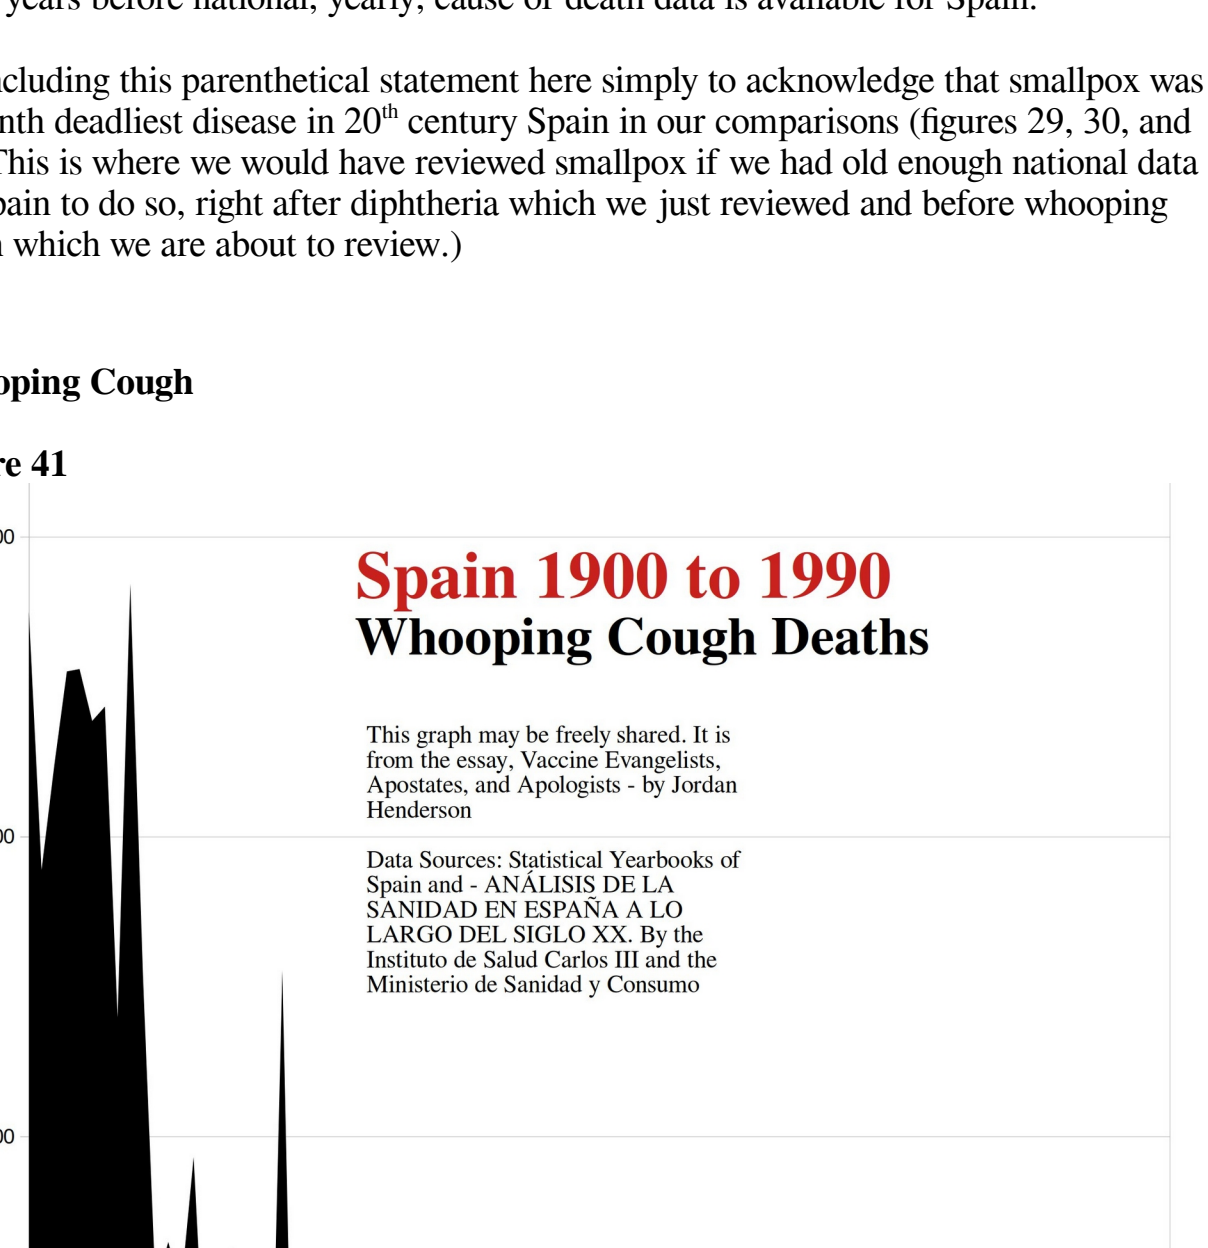 years before national, yearly, cause of death data is available for Spain.
this parenthetical statement here simply to acknowledge that smallpox was
deadliest disease in 20th century Spain in our comparisons (figures 29, 30, and
This is where we would have reviewed smallpox if we had old enough national data
to do so, right after diphtheria which we just reviewed and before whooping
which we are about to review.)
Cough
41
Spain 1900 to 1990
Whooping Cough Deaths
This graph may be freely shared. It is
from the essay, Vaccine Evangelists,
Apostates, and Apologists - by Jordan
Henderson
Data Sources: Statistical Yearbooks of
Spain and - ANÁLISIS DE LA
SANIDAD EN ESPAÑA A LO
LARGO DEL SIGLO XX. By the
Instituto de Salud Carlos III and the
Ministerio de Sanidad y Consumo